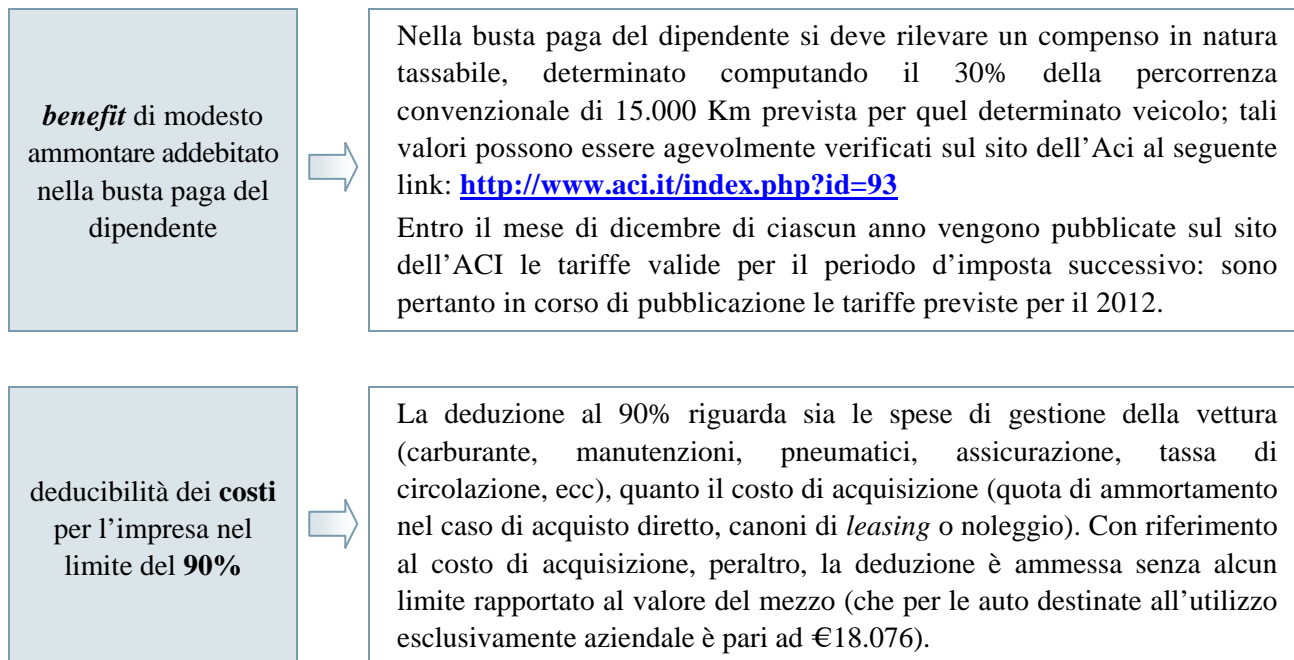 benefit di modesto
ammontare addebitato
nella busta paga del
dipendente
Nella busta paga del dipendente si deve rilevare un compenso in natura
tassabile, determinato computando il 30% della percorrenza
convenzionale di 15.000 Km prevista per quel determinato veicolo; tali
valori possono essere agevolmente verificati sul sito dell’Aci al seguente
link: http://www.aci.it/index.php?id=93
Entro il mese di dicembre di ciascun anno vengono pubblicate sul sito
dell’ACI le tariffe valide per il periodo d’imposta successivo: sono
pertanto in corso di pubblicazione le tariffe previste per il 2012.
deducibilità dei costi
per l’impresa nel
limite del 90%
La deduzione al 90% riguarda sia le spese di gestione della vettura
(carburante, manutenzioni, pneumatici, assicurazione, tassa di
circolazione, ecc), quanto il costo di acquisizione (quota di ammortamento
nel caso di acquisto diretto, canoni di leasing o noleggio). Con riferimento
al costo di acquisizione, peraltro, la deduzione è ammessa senza alcun
limite rapportato al valore del mezzo (che per le auto destinate all’utilizzo
esclusivamente aziendale è pari ad €18.076).